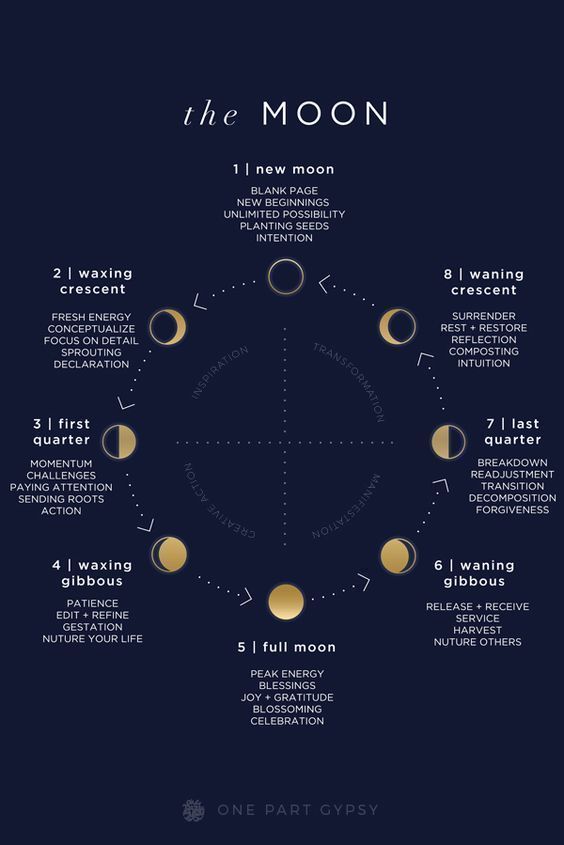 the MOON
1 | new moon
BLANK PAGE
NEW BEGINNINGS
UNLIMITED POSSIBILITY
PLANTING SEEDS
INTENTION
2 | waxing
crescent
FRESH ENERGY
CONCEPTUALIZE
FOCUS ON DETAIL
SPROUTING
DECLARATION
8 | waning
crescent
SURRENDER
REST + RESTORE
REFLECTION
COMPOSTING
INTUITION
INSPIRATION
TRANSFORMATION
3 | first
quarter
MOMENTUM
CHALLENGES
PAYING ATTENTION
SENDING ROOTS
ACTION
7 | last
quarter
BREAKDOWN
READJUSTMENT
TRANSITION
DECOMPOSITION
FORGIVENESS
CREATIVE ACTION
MANIFESTATION
4 | waxing
gibbous
PATIENCE
EDIT + REFINE
GESTATION
NUTURE YOUR LIFE
6 | waning
gibbous
RELEASE + RECEIVE
SERVICE
HARVEST
NUTURE OTHERS
5 | full moon
PEAK ENERGY
BLESSINGS
JOY + GRATITUDE
BLOSSOMING
CELEBRATION
ONE PART GYPSY